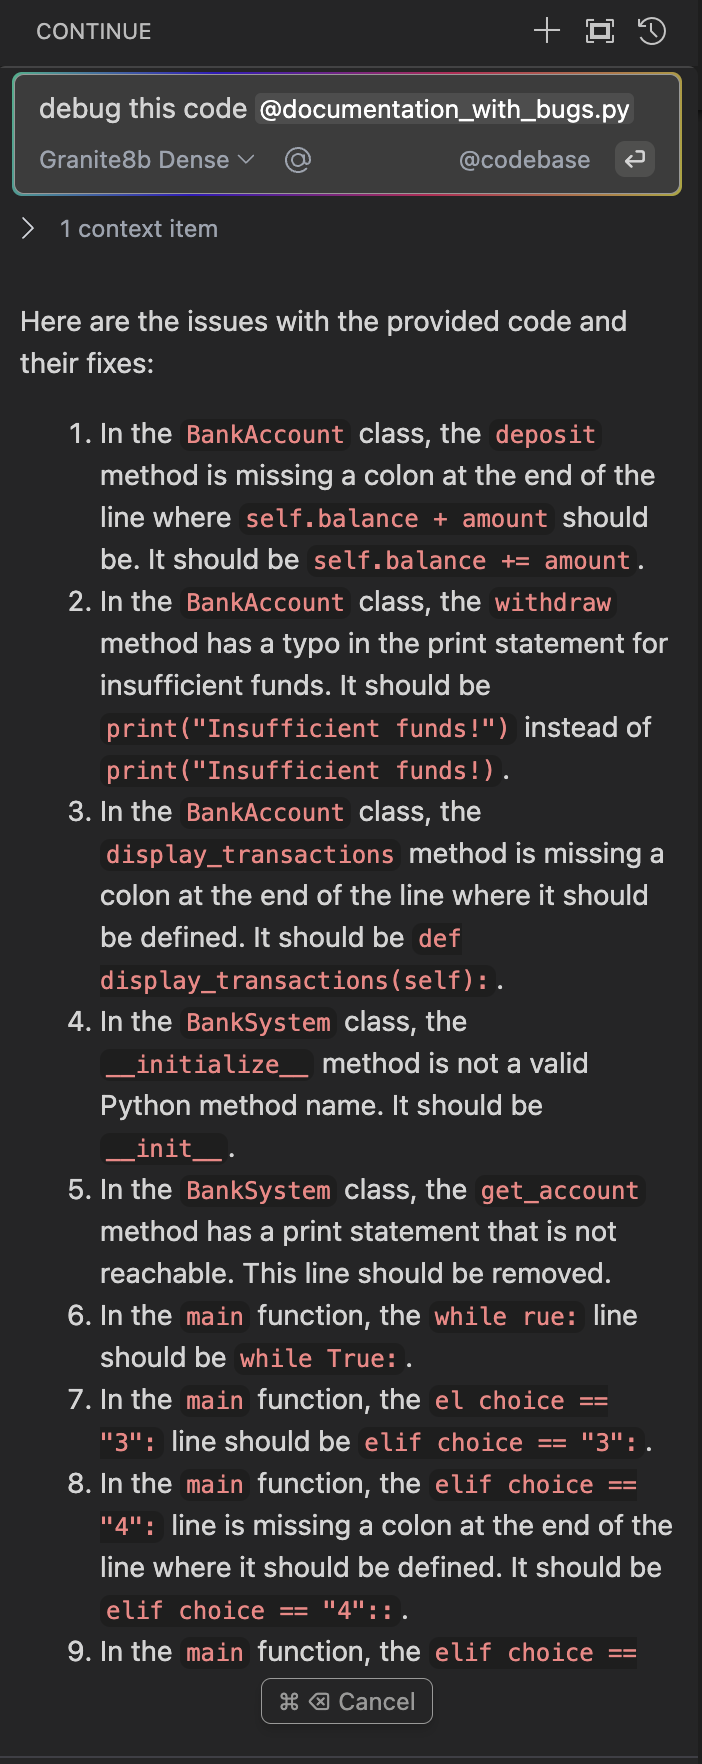 CONTINUE
debug this code @documentation_with_bugs.py
Granite8b Dense @codebase
1 context item
Here are the issues with the provided code and
their fixes:
1. In the BankAccount class, the deposit
method is missing a colon at the end of the
line where self.balance + amount should
be. It should be self.balance += amount.
2. In the BankAccount class, the withdraw
method has a typo in the print statement for
insufficient funds. It should be
print("Insufficient funds!") instead of
print("Insufficient funds!).
3. In the BankAccount class, the
display_transactions method is missing a
colon at the end of the line where it should
be defined. It should be def
display_transactions(self):.
4. In the BankSystem class, the
__initialize__ method is not a valid
Python method name. It should be
__init__.
5. In the BankSystem class, the get_account
method has a print statement that is not
reachable. This line should be removed.
6. In the main function, the while rue: line
should be while True:.
7. In the main function, the el choice ==
"3": line should be elif choice == "3":.
8. In the main function, the elif choice ==
"4": line is missing a colon at the end of the
line where it should be defined. It should be
elif choice == "4"::.
9. In the main function, the elif choice ==
⌘ ⌫ Cancel